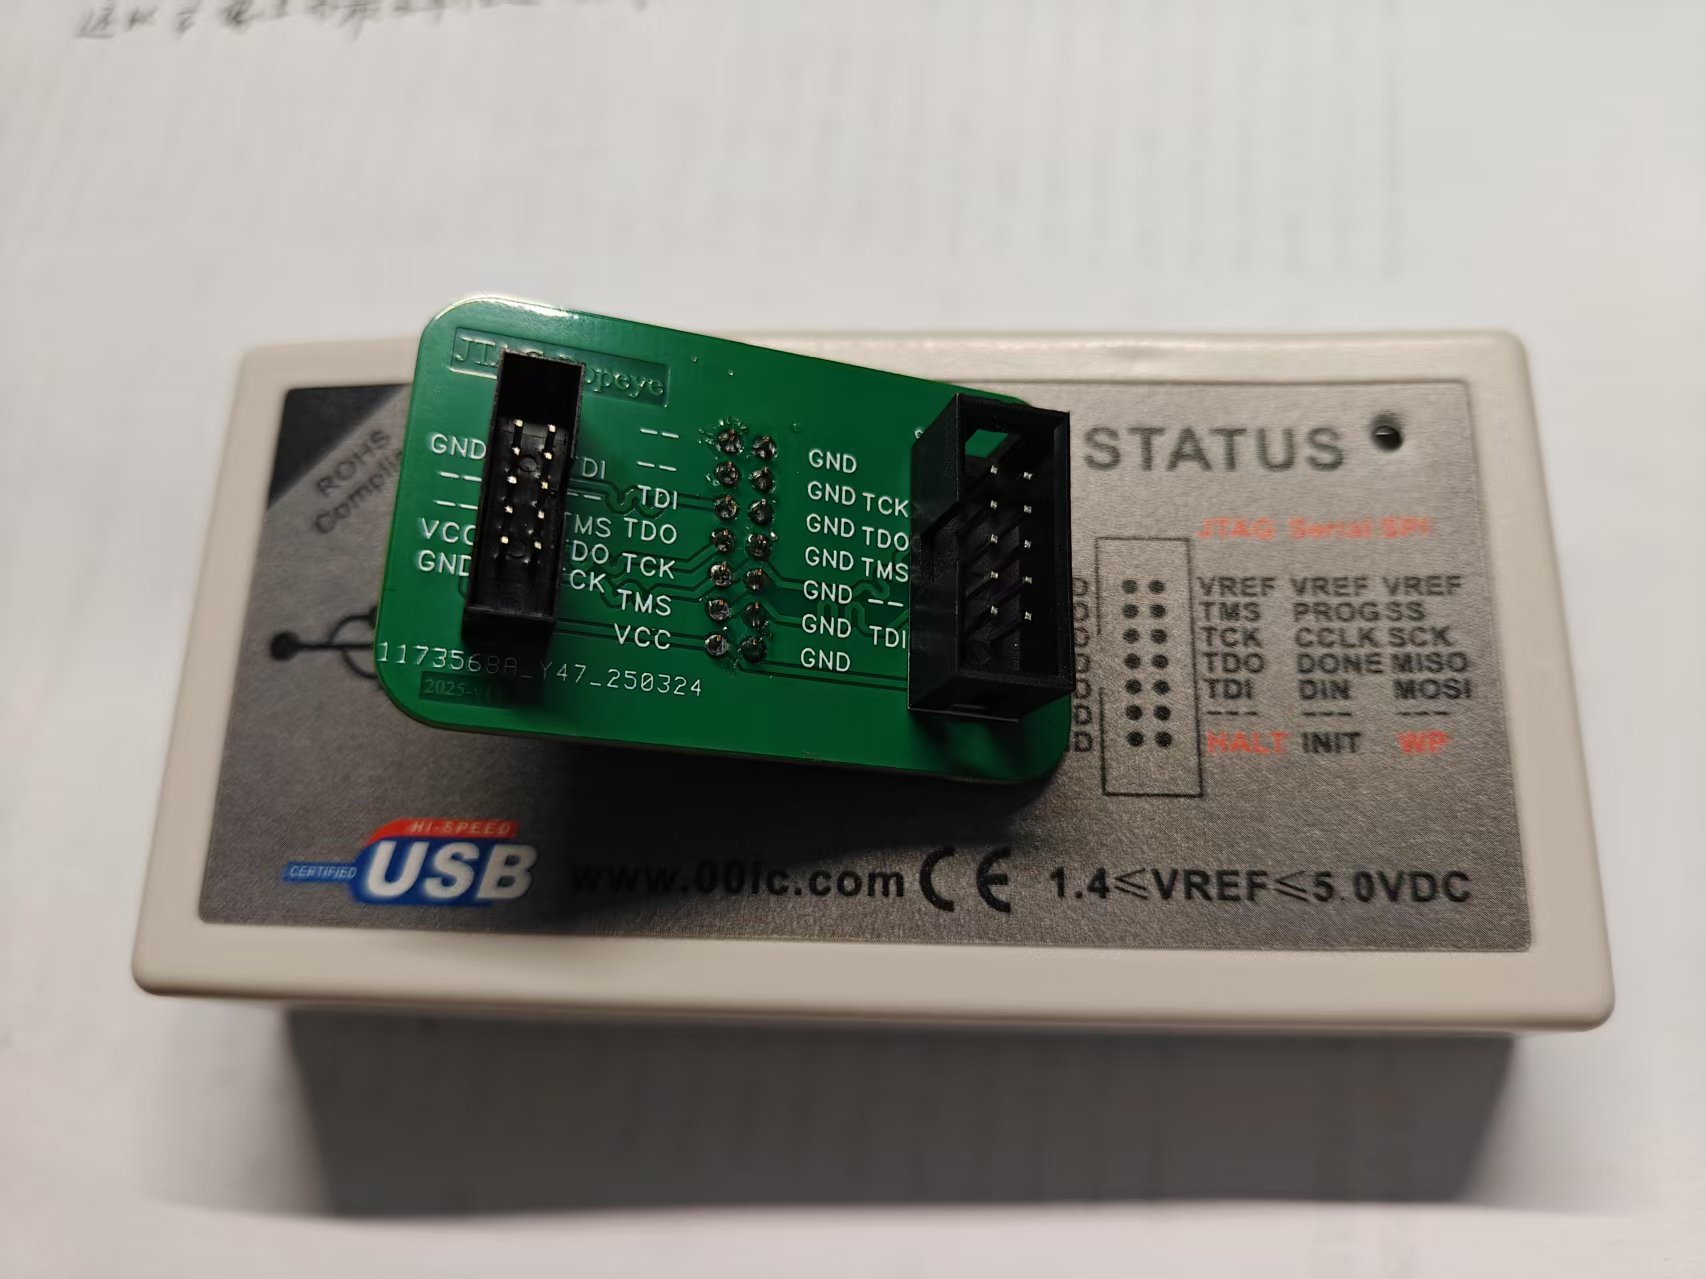 GND
--
--
VCC
GND
TDI
--
TMS
TDO
TCK
--
--
TDI
TDO
TCK
TMS
VCC
GND
GND
GND
GND
GND
GND
GND
TCK
TDO
TMS
--
TDI
1173568A_Y47_250324
ROHS
STATUS
JTAG Serial SPI
VREF VREF VREF
TMS PROG SS
TCK CCLK SCK
TDO DONE MISO
TDI DIN MOSI
--- --- ---
HALT INIT WP
HI-SPEED
CERTIFIED
USB
www.00ic.com CE 1.4≤VREF≤5.0VDC